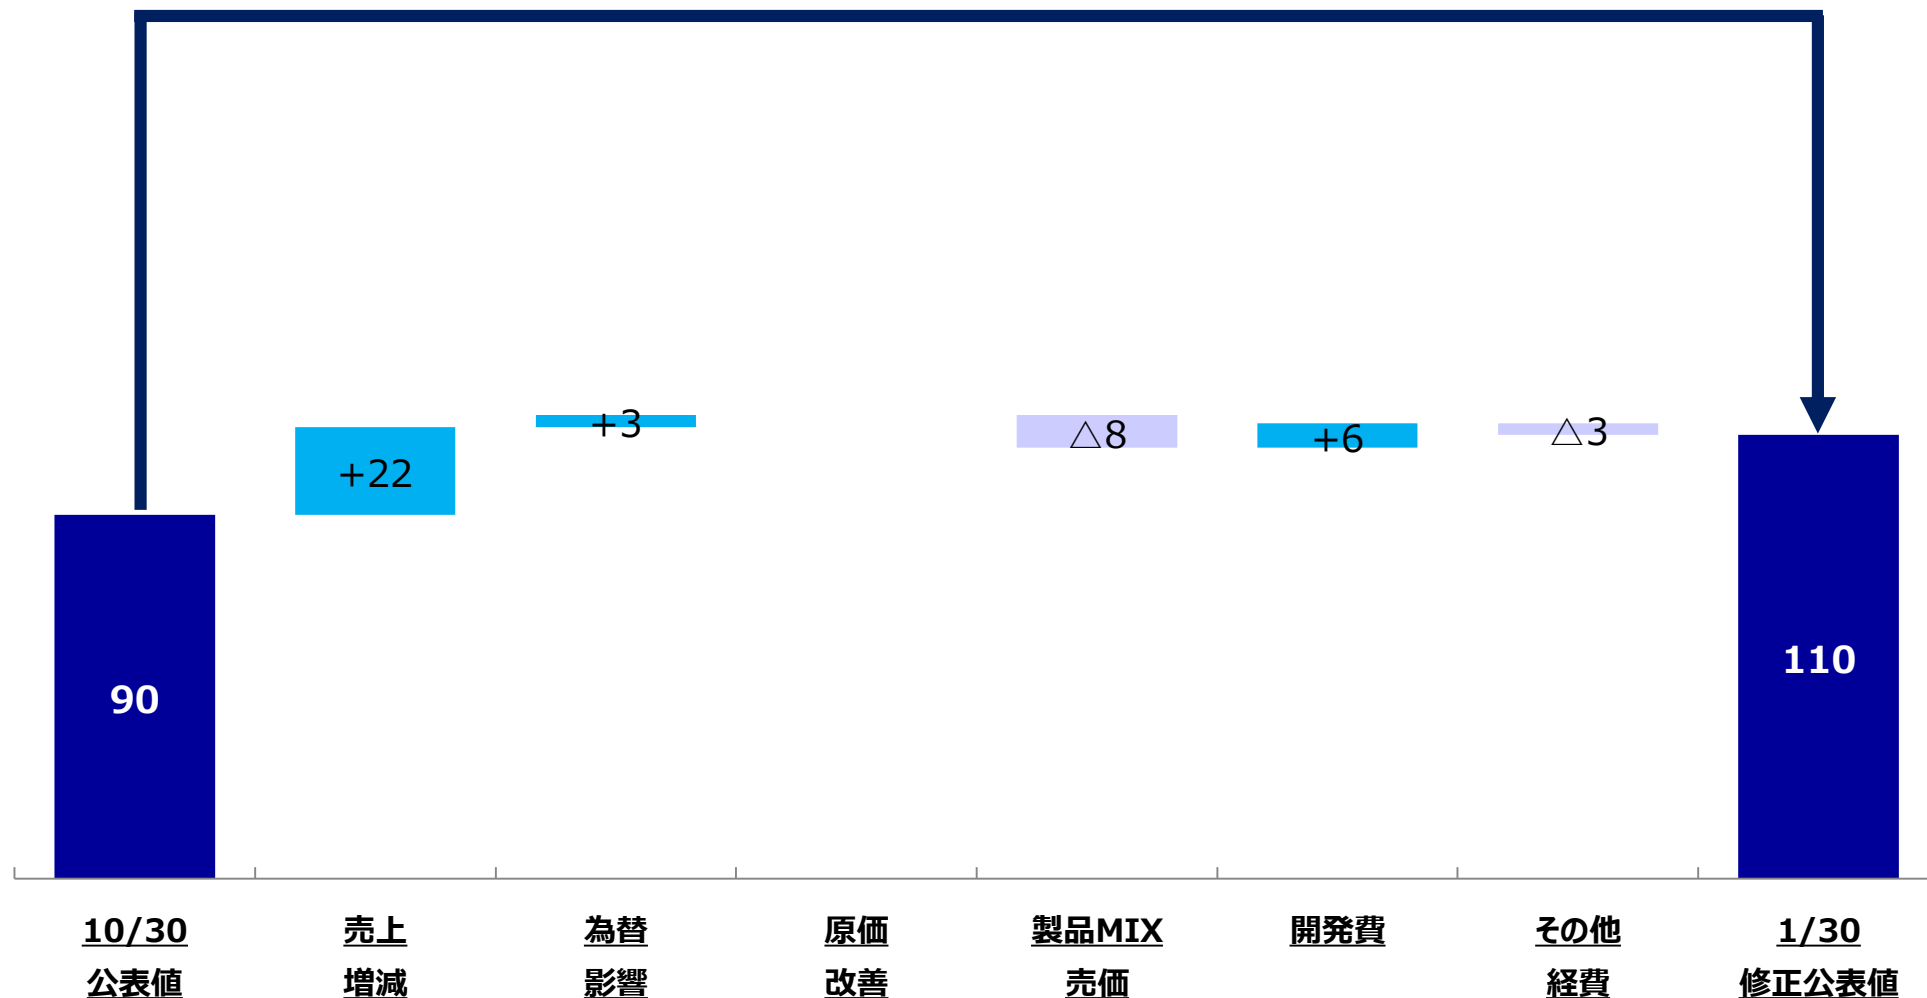 +3
△8
+6
△3
+22
90
110
10/30
公表値
売上
増減
為替
影響
原価
改善
製品MIX
売価
開発費
その他
経費
1/30
修正公表値